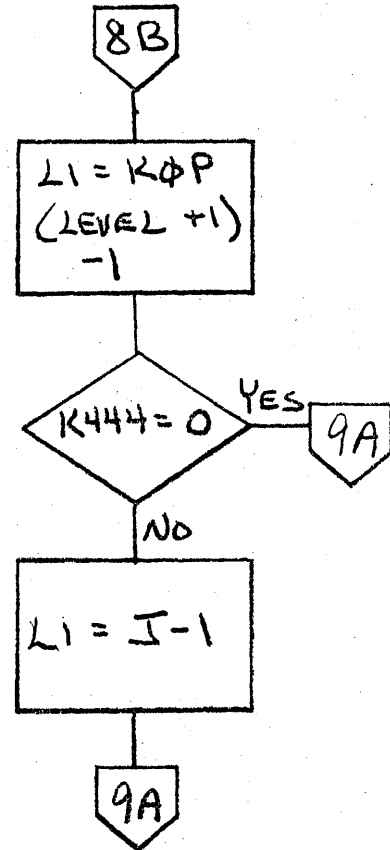 8B
L1 = KØP
(LEVEL +1)
-1
K444 = 0
YES
9A
NO
L1 = J-1
9A